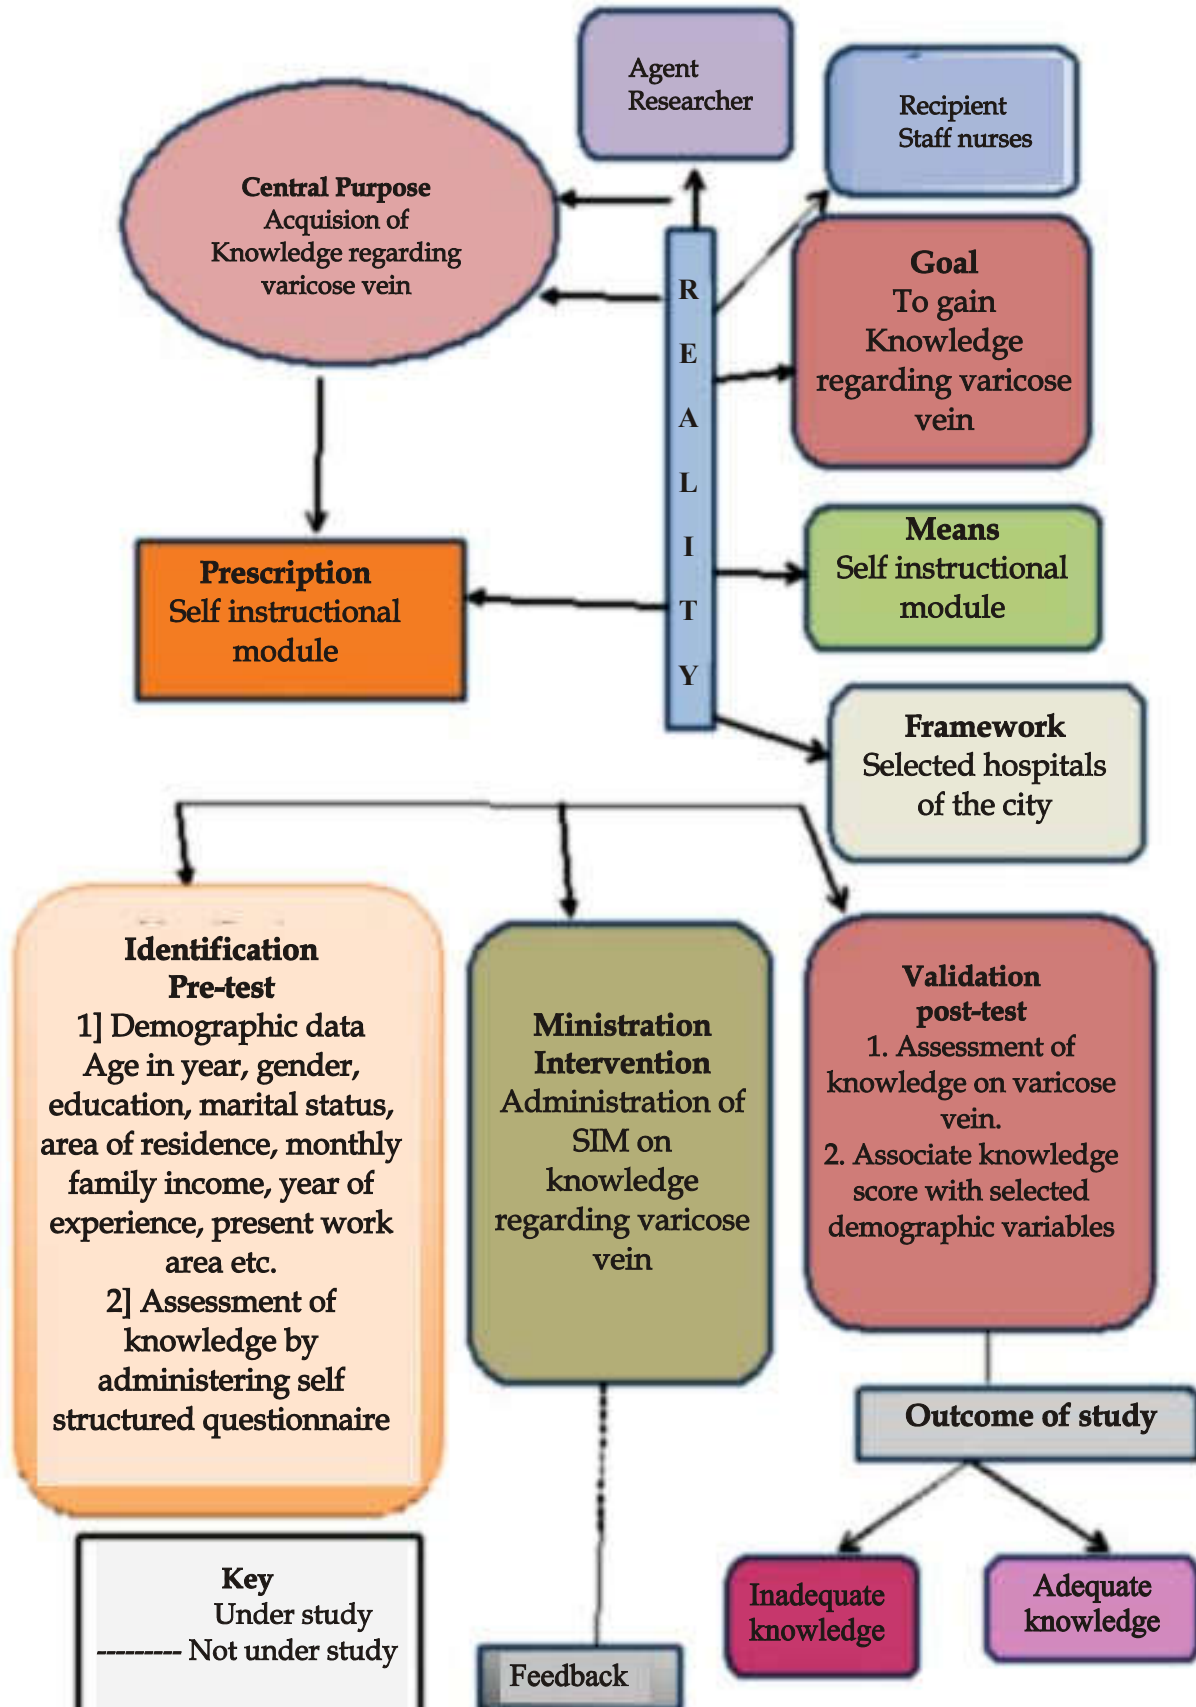 Agent
Researcher
Recipient
Staff nurses
Central Purpose
Acquision of
Knowledge regarding
varicose vein
R
E
A
L
I
T
Y
Goal
To gain
Knowledge
regarding varicose
vein
Prescription
Self instructional
module
Means
Self instructional
module
Framework
Selected hospitals
of the city
Identification
Pre-test
1] Demographic data
Age in year, gender,
education, marital status,
area of residence, monthly
family income, year of
experience, present work
area etc.
2] Assessment of
knowledge by
administering self
structured questionnaire
Ministration
Intervention
Administration of
SIM on
knowledge
regarding varicose
vein
Validation
post-test
1. Assessment of
knowledge on varicose
vein.
2. Associate knowledge
score with selected
demographic variables
Outcome of study
Inadequate
knowledge
Adequate
knowledge
Key
Under study
--------- Not under study
Feedback